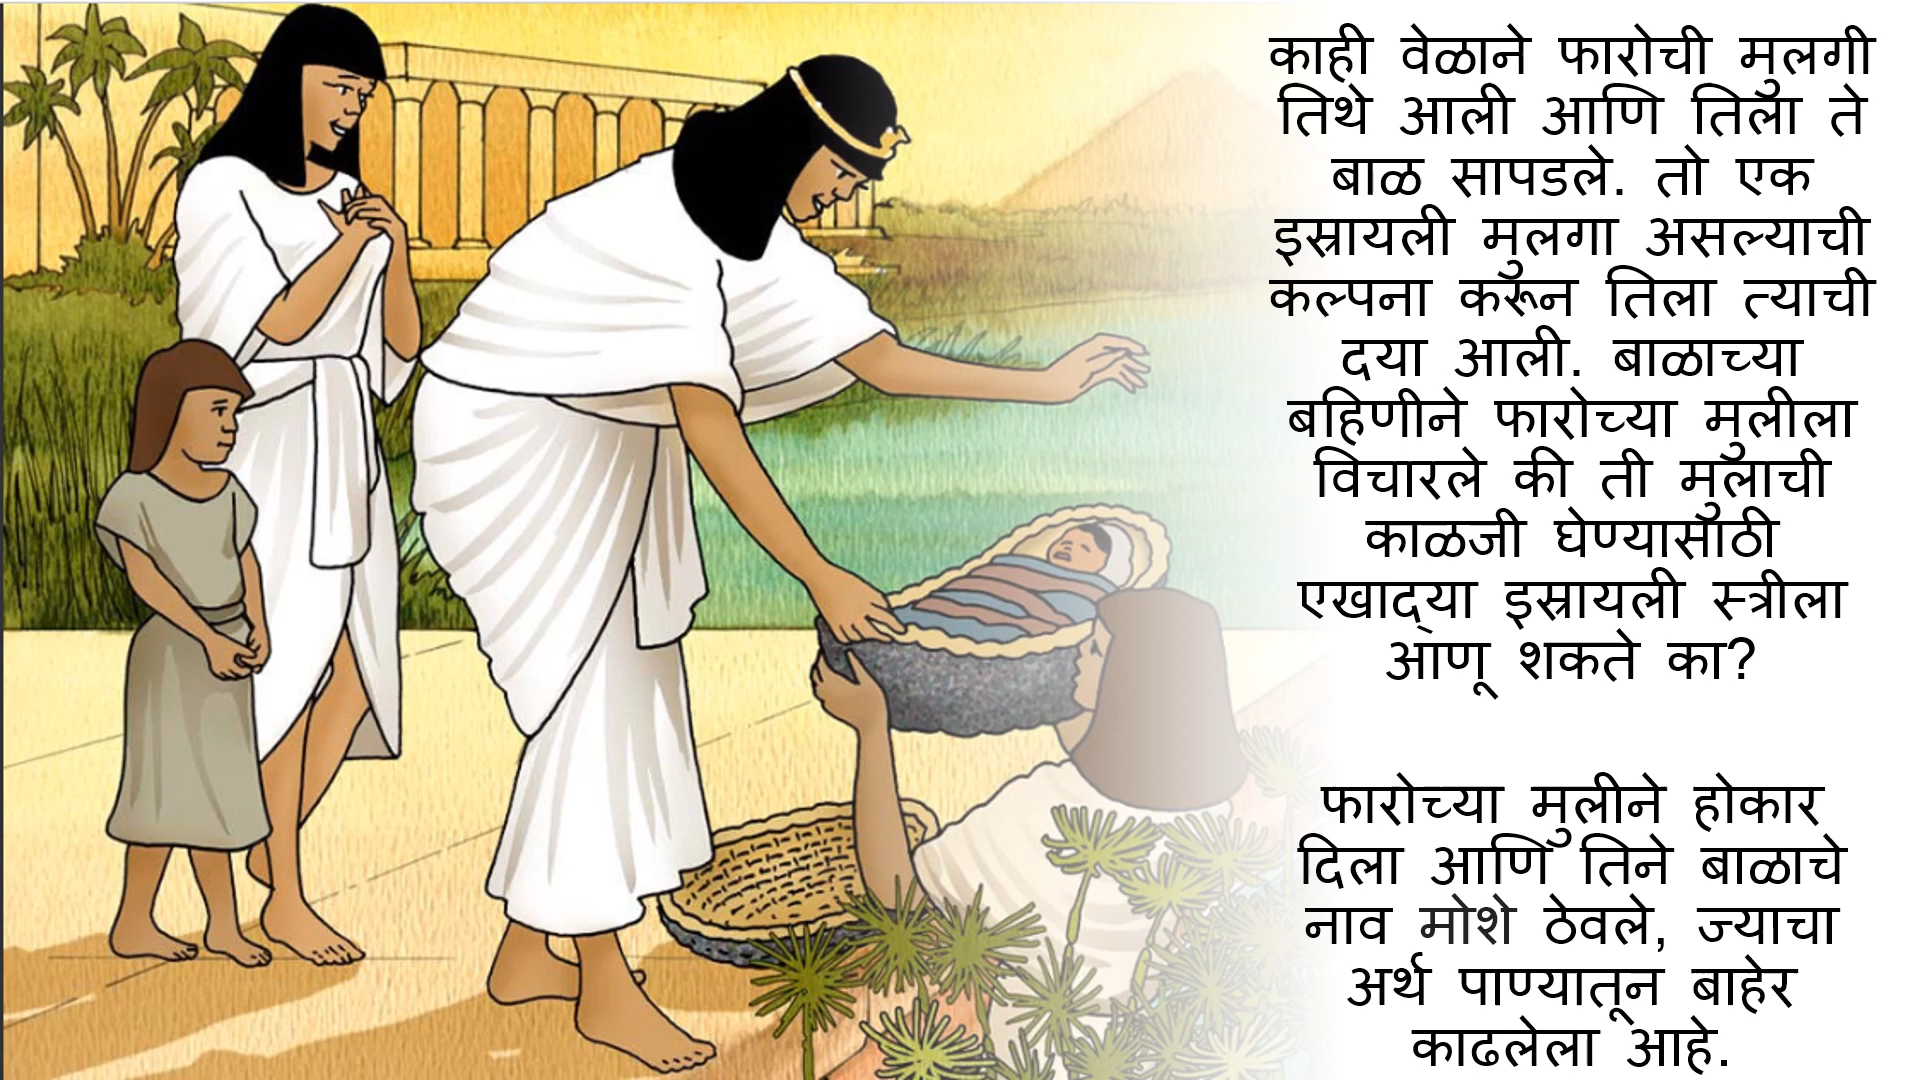 काही वेळाने फारोची मुलगी
तिथे आली आणि तिला ते
बाळ सापडले. तो एक
इस्रायली मुलगा असल्याची
कल्पना करून तिला त्याची
दया आली. बाळाच्या
बहिणीने फारोच्या मुलीला
विचारले की ती मुलाची
काळजी घेण्यासाठी
एखाद्या इस्रायली स्त्रीला
आणू शकते का?
फारोच्या मुलीने होकार
दिला आणि तिने बाळाचे
नाव मोशे ठेवले, ज्याचा
अर्थ पाण्यातून बाहेर
काढलेला आहे.